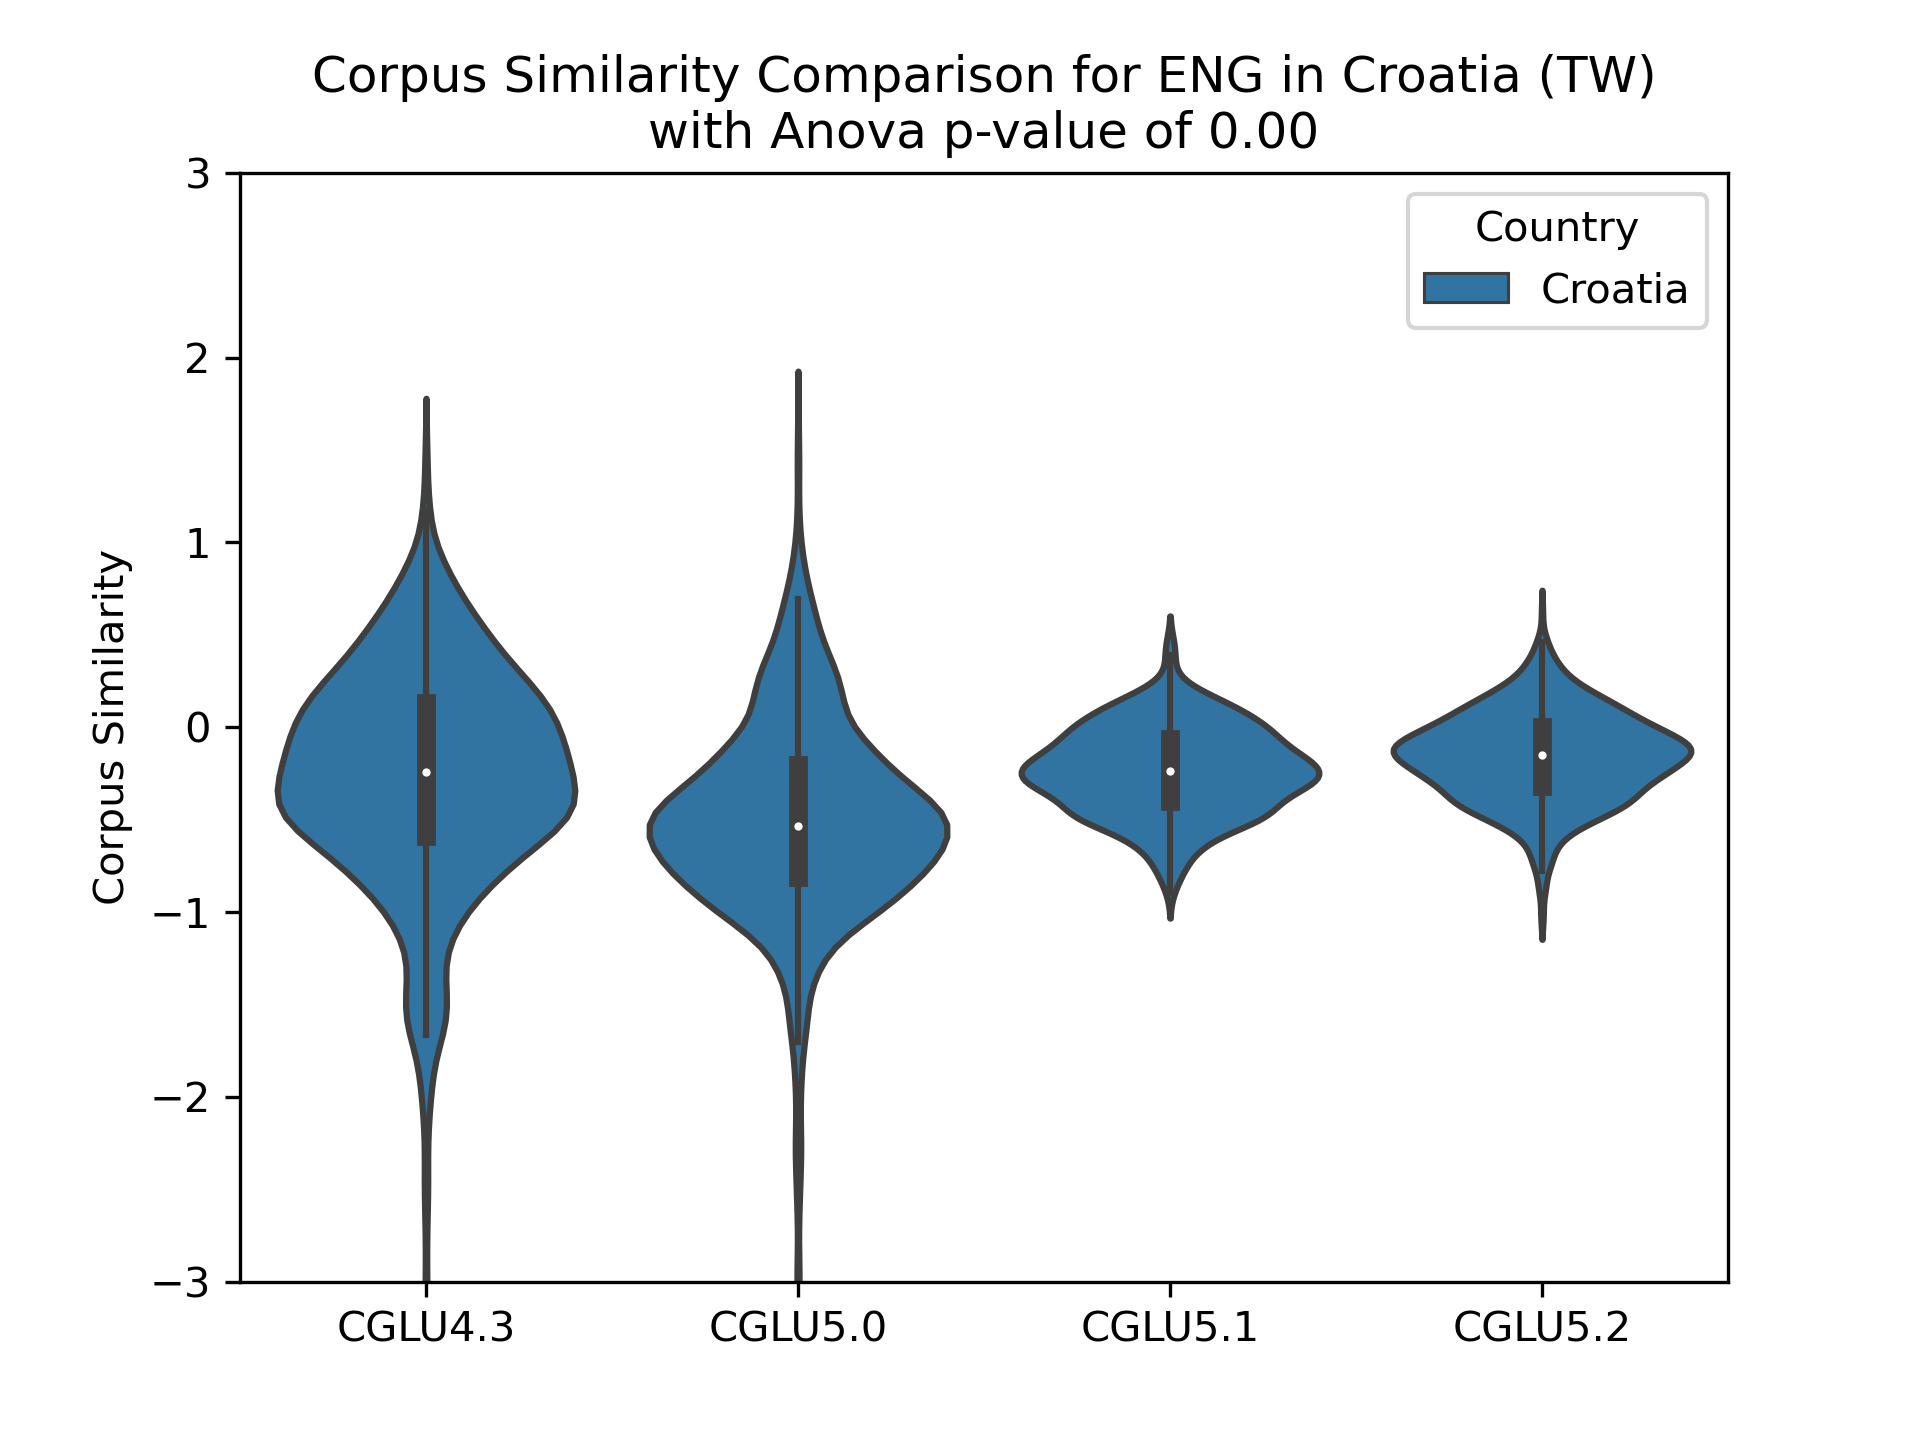 Corpus Similarity Comparison for ENG in Croatia (TW)
with Anova p-value of 0.00
Country
Croatia
Corpus Similarity
3
2
1
0
−1
−2
−3
CGLU4.3
CGLU5.0
CGLU5.1
CGLU5.2